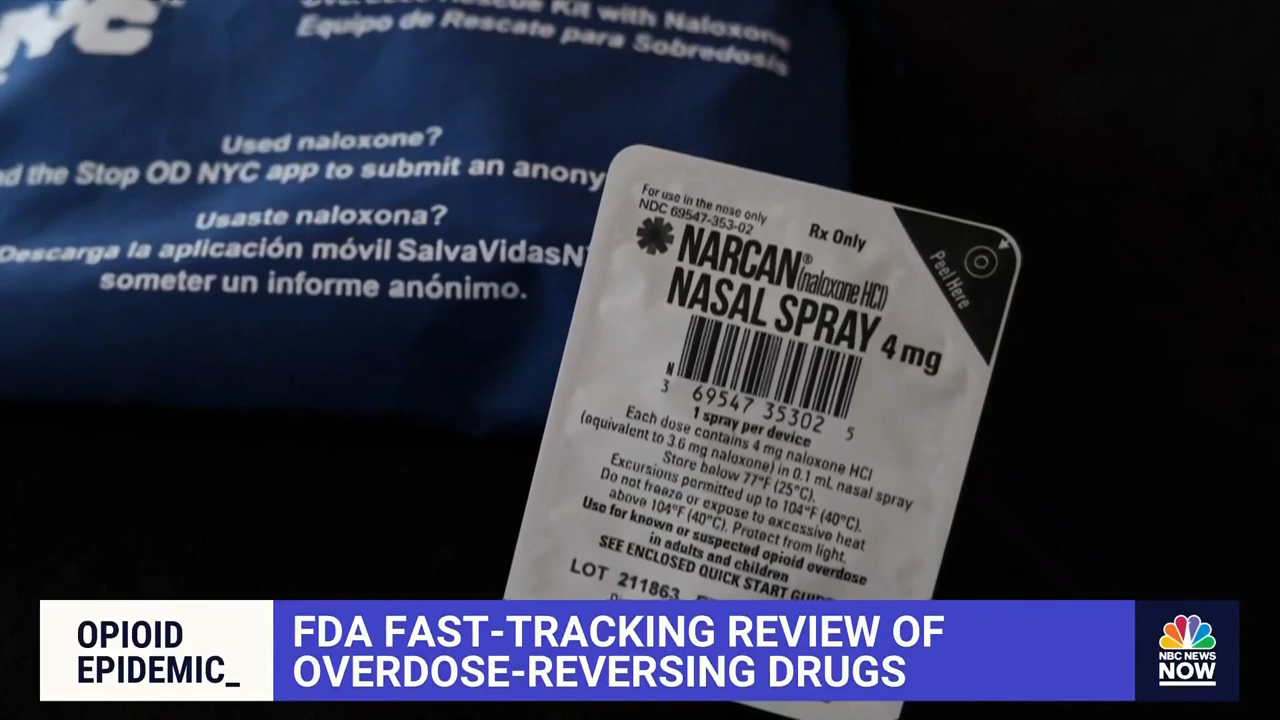 NYC
Overdose Rescue Kit with Naloxone
Equipo de Rescate para Sobredosis
Used naloxone?
the Stop OD NYC app to submit an anony
Usaste naloxona?
Descarga la aplicación móvil SalvaVidasN
someter un informe anónimo.
For use in the nose only
NDC 69547-353-02
Rx Only
Peel Here
NARCAN®
(naloxone HCl)
NASAL SPRAY 4 mg
N
3 69547 35302 5
1 spray per device
Each dose contains 4 mg naloxone HCl
(equivalent to 3.6 mg naloxone) in 0.1 mL nasal spray
Store below 77°F (25°C).
Excursions permitted up to 104°F (40°C).
Do not freeze or expose to excessive heat
above 104°F (40°C). Protect from light.
Use for known or suspected opioid overdose
in adults and children
SEE ENCLOSED QUICK START
LOT 211863
OPIOID
EPIDEMIC_
FDA FAST-TRACKING REVIEW OF
OVERDOSE-REVERSING DRUGS
NBC NEWS
NOW